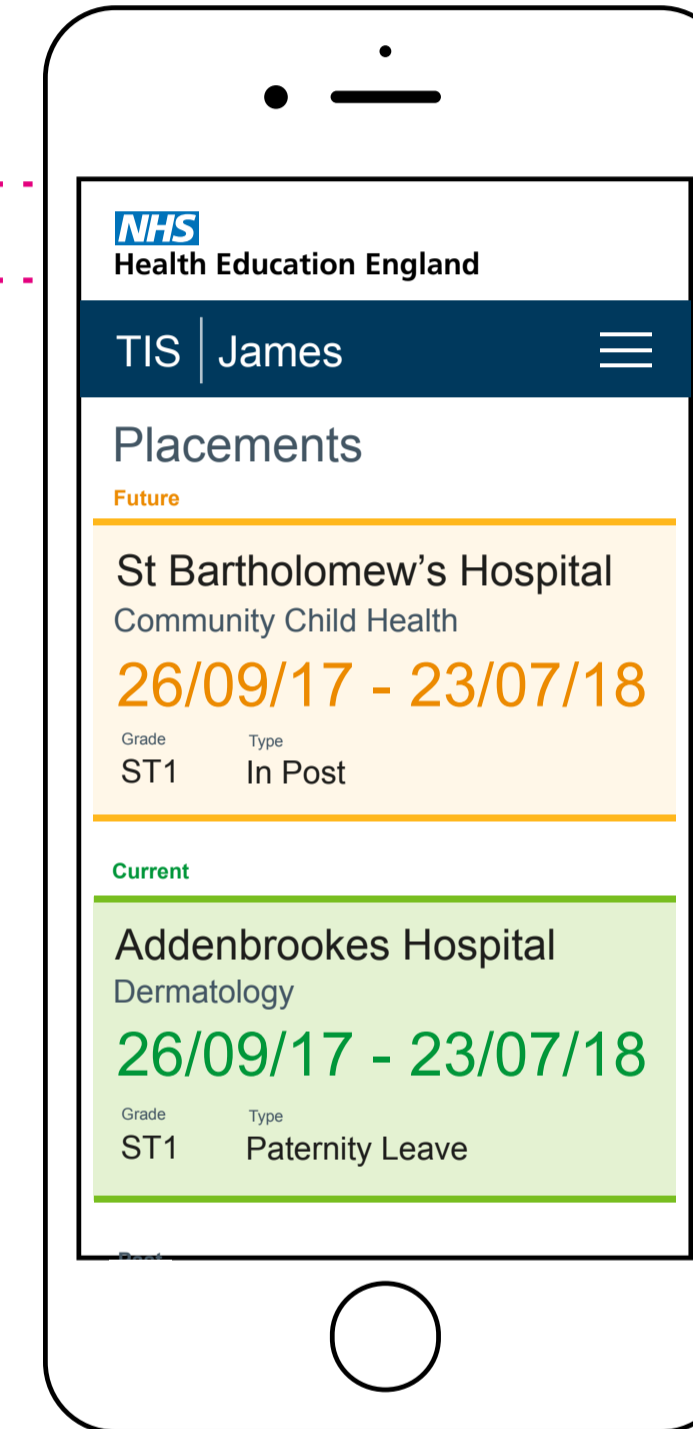 NHS
Health Education England
TIS | James
Placements
Future
St Bartholomew’s Hospital
Community Child Health
26/09/17 - 23/07/18
Grade Type
ST1 In Post
Current
Addenbrookes Hospital
Dermatology
26/09/17 - 23/07/18
Grade Type
ST1 Paternity Leave